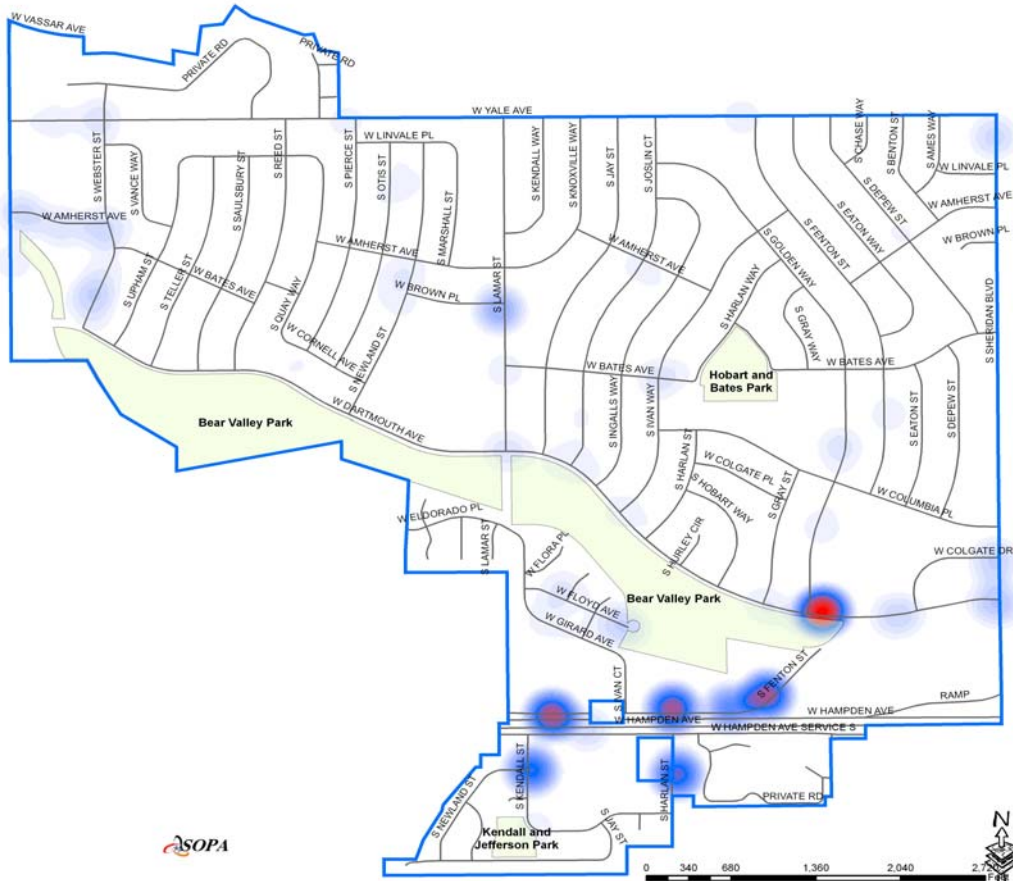 W VASSAR AVE
PRIVATE RD
PRIVATE RD
W YALE AVE
W LINVALE PL
S WEBSTER ST
S VANCE WAY
S SAULSBURY ST
S REED ST
S PIERCE ST
S OTIS ST
S MARSHALL ST
S KENDALL WAY
S KNOXVILLE WAY
S JAY ST
S JOSLIN CT
S CHASE WAY
S BENTON ST
S AMES WAY
W LINVALE PL
S DEPEW ST
W AMHERST AVE
W BROWN PL
W AMHERST AVE
S UPHAM ST
S TELLER ST
W BATES AVE
S QUAY WAY
W CORNELL AVE
S NEWLAND ST
W AMHERST AVE
W BROWN PL
S LAMAR ST
W AMHERST AVE
S GOLDEN WAY
S FENTON ST
S EATON WAY
S HARLAN WAY
S GRAY WAY
S SHERIDAN BLVD
W BATES AVE
W BATES AVE
Hobart and
Bates Park
S INGALLS WAY
S IVAN WAY
S EATON ST
S DEPEW ST
Bear Valley Park
W DARTMOUTH AVE
S HARLAN ST
W COLGATE PL
S HOBART WAY
S GRAY ST
S HURLEY CIR
W COLUMBIA PL
W ELDORADO PL
S LAMAR ST
W FLORA PL
W COLGATE DR
W FLOYD AVE
W GIRARD AVE
Bear Valley Park
S IVAN CT
S FENTON ST
RAMP
W HAMPDEN AVE
W HAMPDEN AVE
W HAMPDEN AVE SERVICE S
S KENDALL ST
S HARLAN ST
S NEWLAND ST
PRIVATE RD
S JAY ST
Kendall and
Jefferson Park
SOPA
N
0 340 680 1,360 2,040 2,720
Feet